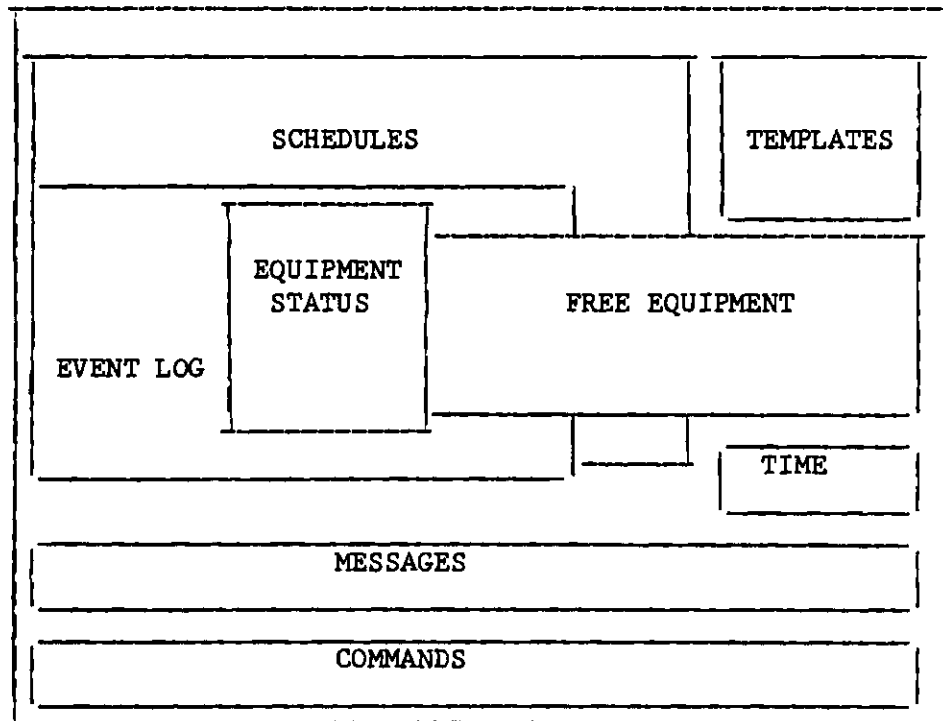 SCHEDULES
TEMPLATES
EQUIPMENT
STATUS
FREE EQUIPMENT
EVENT LOG
TIME
MESSAGES
COMMANDS